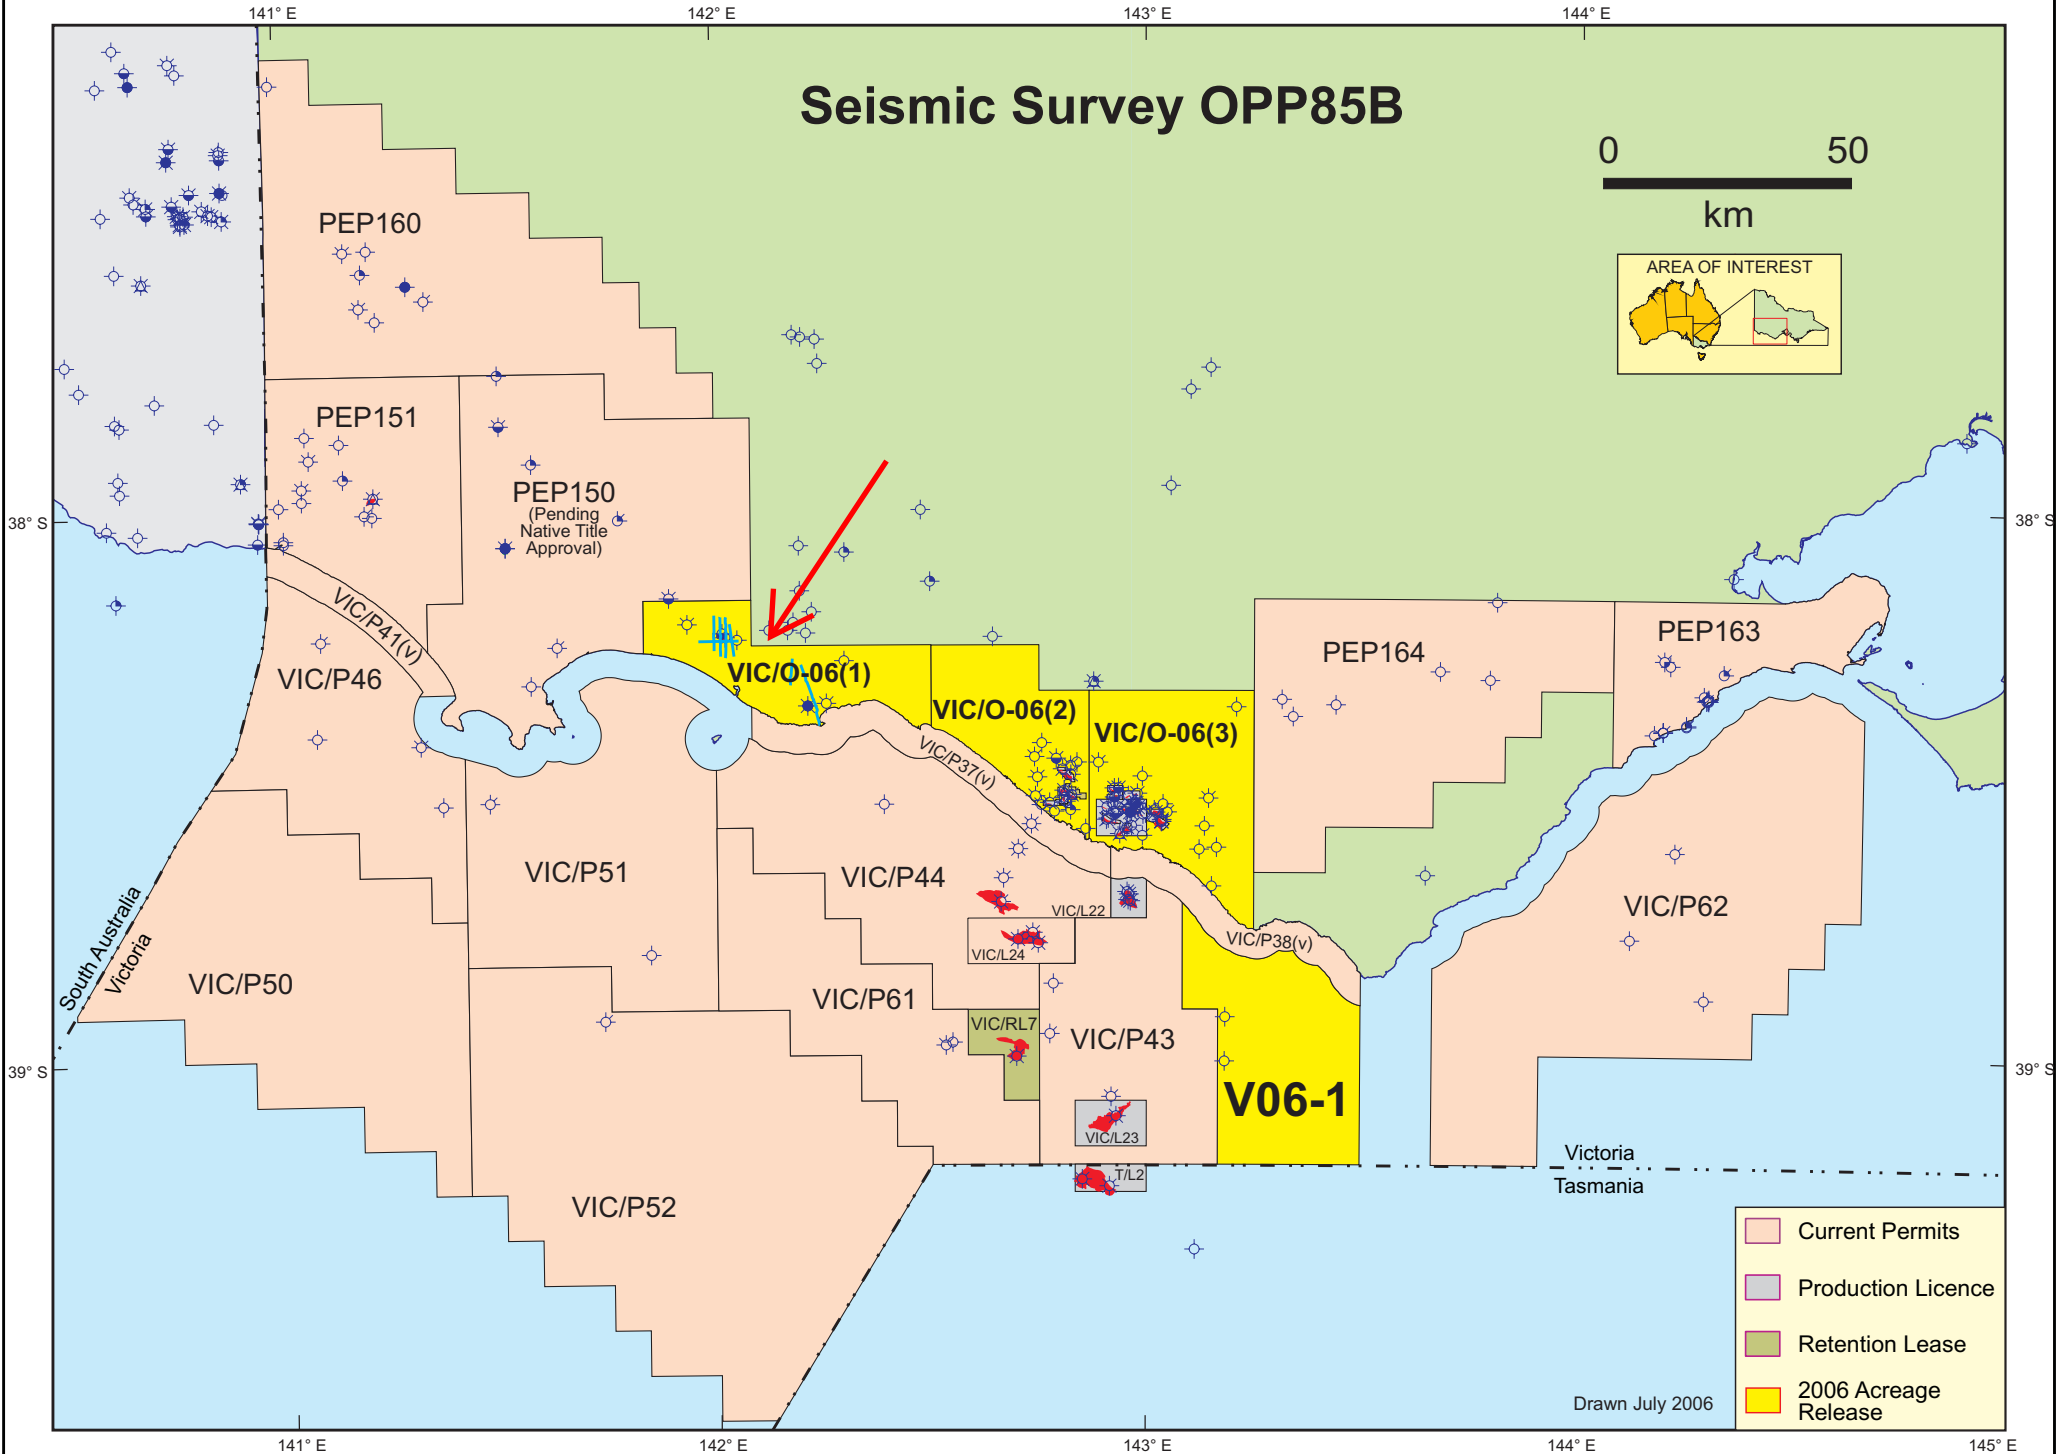 141° E
142° E
143° E
144° E
Seismic Survey OPP85B
0
50
km
AREA OF INTEREST
PEP160
PEP151
PEP150
(Pending
Native Title
Approval)
38° S
38° S
VIC/P41(v)
VIC/P46
VIC/O-06(1)
VIC/O-06(2)
VIC/O-06(3)
PEP164
PEP163
VIC/P37(v)
VIC/P51
VIC/P44
VIC/L22
VIC/L24
VIC/P38(v)
VIC/P62
South Australia
Victoria
VIC/P50
VIC/P61
VIC/RL7
VIC/P43
39° S
39° S
V06-1
VIC/L23
T/L2
Victoria
Tasmania
VIC/P52
Current Permits
Production Licence
Retention Lease
2006 Acreage
Release
Drawn July 2006
141° E
142° E
143° E
144° E
145° E